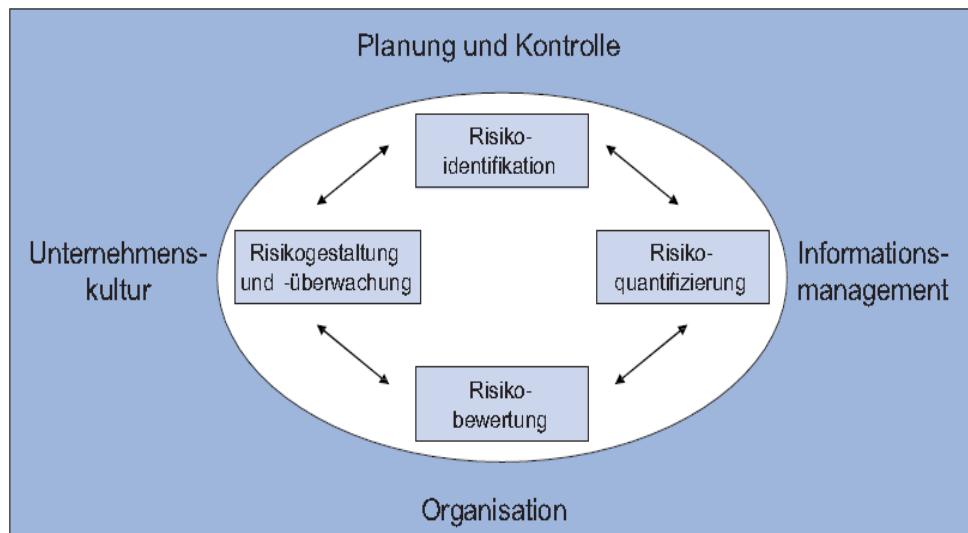 Planung und Kontrolle
Risiko-
identifikation
Unternehmens-
kultur
Risikogestaltung
und -überwachung
Risiko-
quantifizierung
Informations-
management
Risiko-
bewertung
Organisation